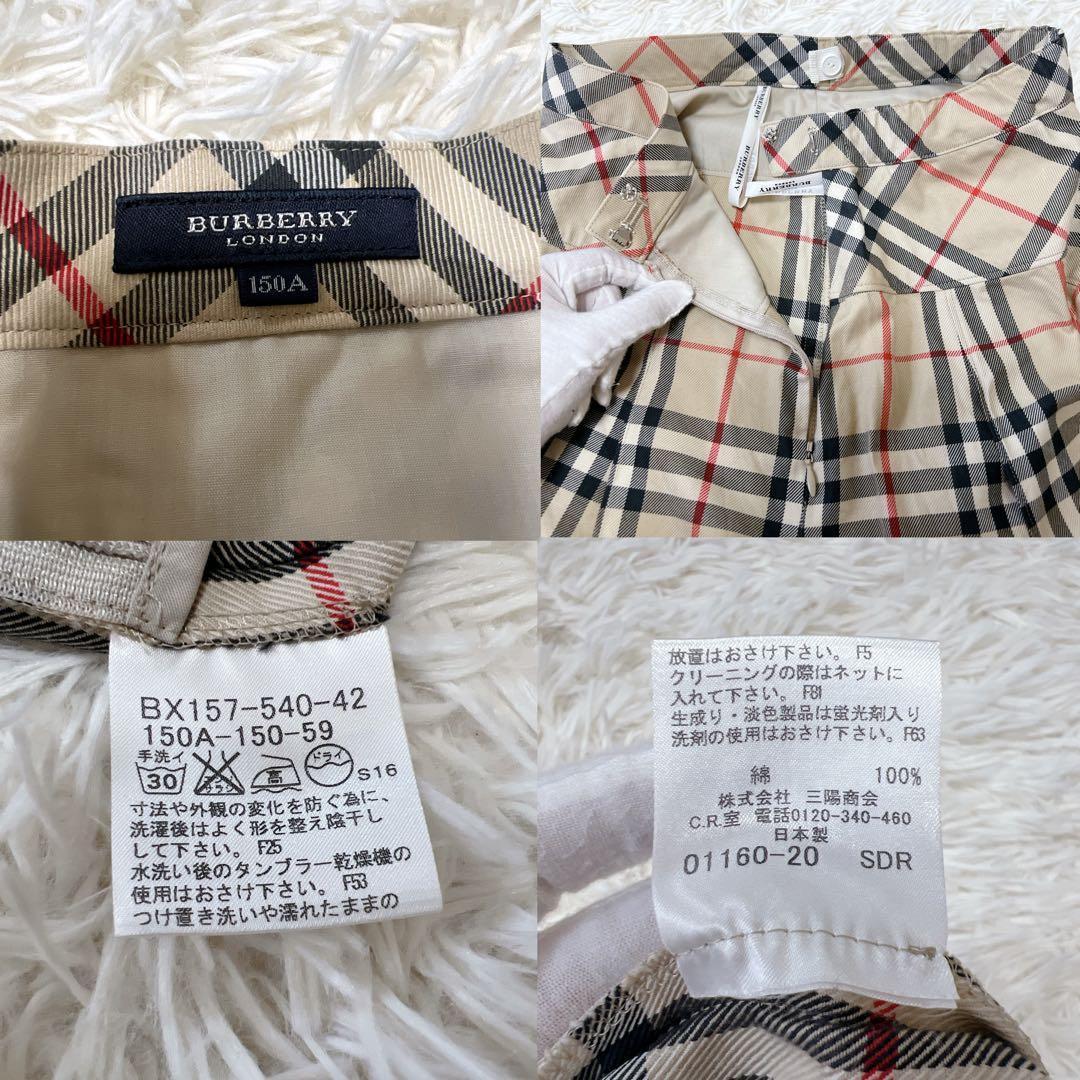 BURBERRY
LONDON
150A
BURBERRY
BURBERRY
BURBERRY
BX157-540-42
150A-150-59
手洗イ
30
高
ドライ
S16
寸法や外観の変化を防ぐ為に、
洗濯後はよく形を整え陰干し
して下さい。 F25
水洗い後のタンブラー乾燥機の
使用はおさけ下さい。 F53
つけ置き洗いや濡れたままの
放置はおさけ下さい。 F5
クリーニングの際はネットに
入れて下さい。 F81
生成り・淡色製品は蛍光剤入り
洗剤の使用はおさけ下さい。 F63
綿 100%
株式会社 三陽商会
C.R.室 電話0120-340-460
日本製
01160-20 SDR